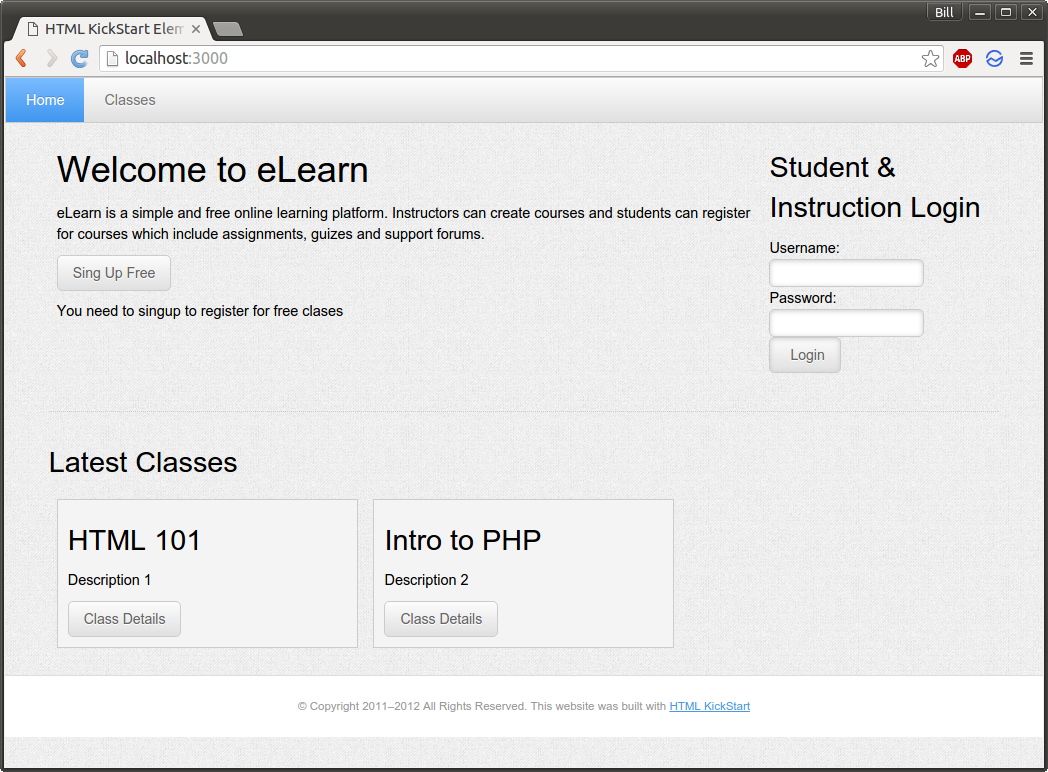 Bill
HTML KickStart Elem
localhost:3000
ABP
Home
Classes
Welcome to eLearn
eLearn is a simple and free online learning platform. Instructors can create courses and students can register
for courses which include assignments, guizes and support forums.
Sing Up Free
You need to singup to register for free clases
Student &
Instruction Login
Username:
Password:
Login
Latest Classes
HTML 101
Description 1
Class Details
Intro to PHP
Description 2
Class Details
© Copyright 2011–2012 All Rights Reserved. This website was built with HTML KickStart